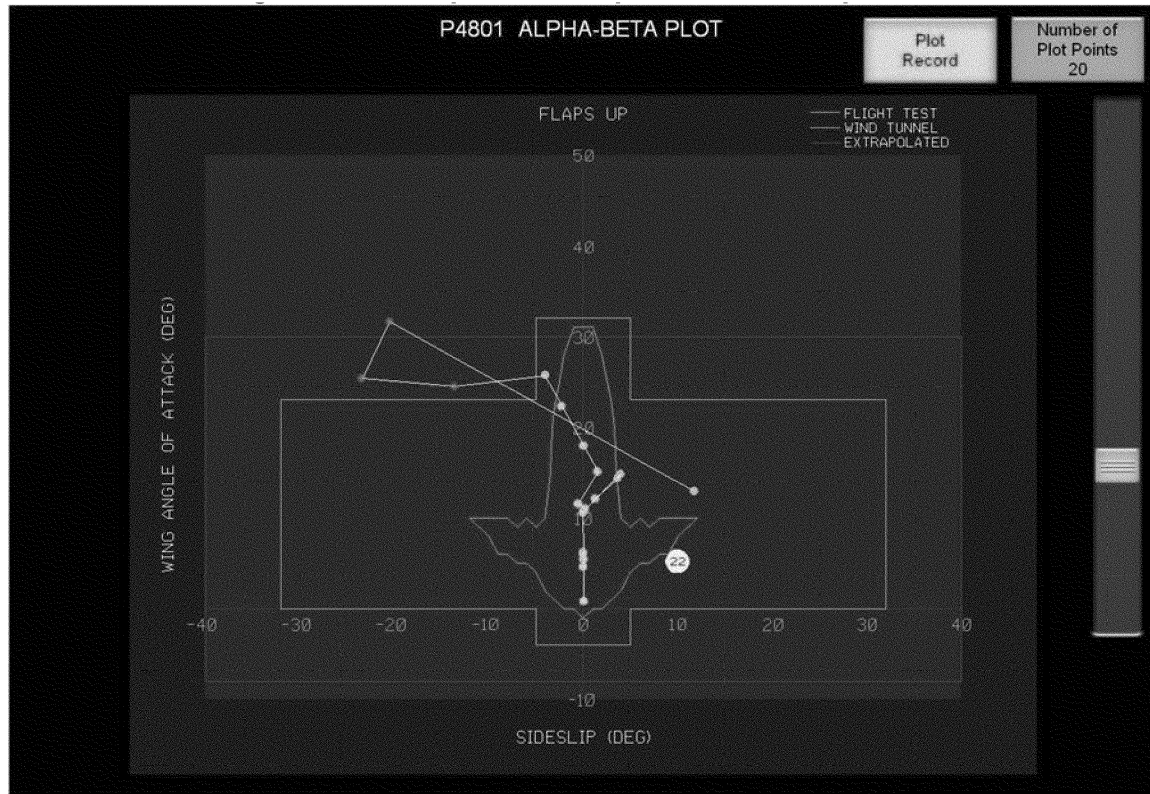 P4801 ALPHA-BETA PLOT
Plot
Record
Number of
Plot Points
20
FLAPS UP
FLIGHT TEST
WIND TUNNEL
EXTRAPOLATED
50
40
30
20
10
22
-40 -30 -20 -10 0 10 20 30 40
-10
WING ANGLE OF ATTACK (DEG)
SIDESLIP (DEG)